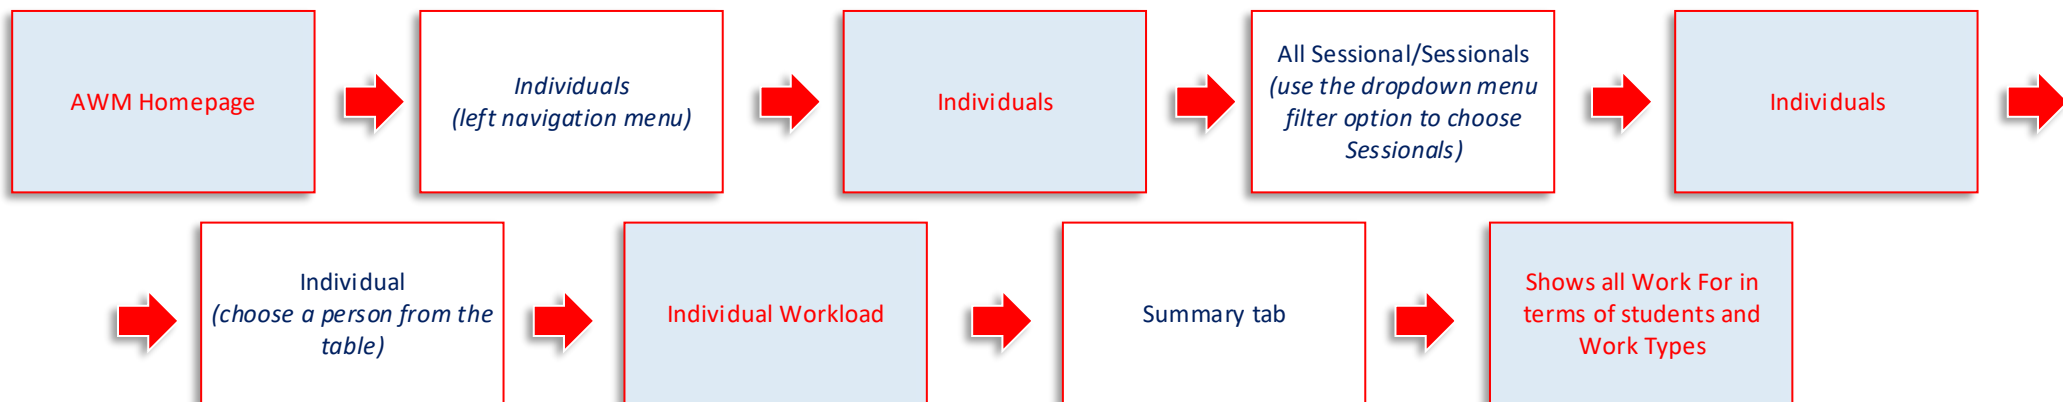 AWM Homepage
Individuals
(left navigation menu)
Individuals
All Sessional/Sessionals
(use the dropdown menu
filter option to choose
Sessionals)
Individuals
Individual
(choose a person from the
table)
Individual Workload
Summary tab
Shows all Work For in
terms of students and
Work Types